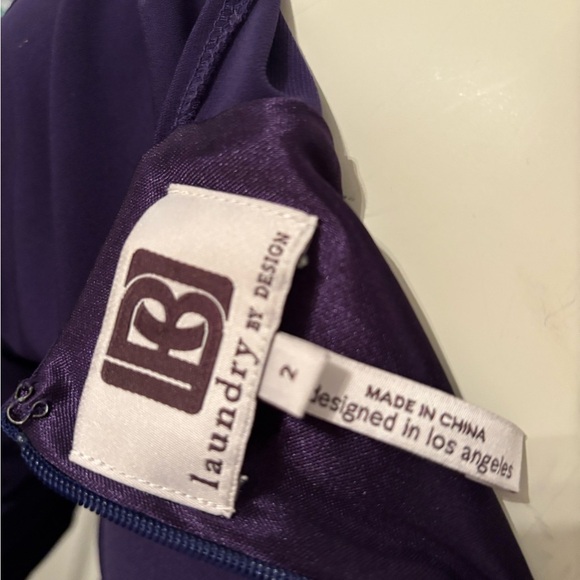 laundry BY DESIGN
2
MADE IN CHINA
designed in los angeles